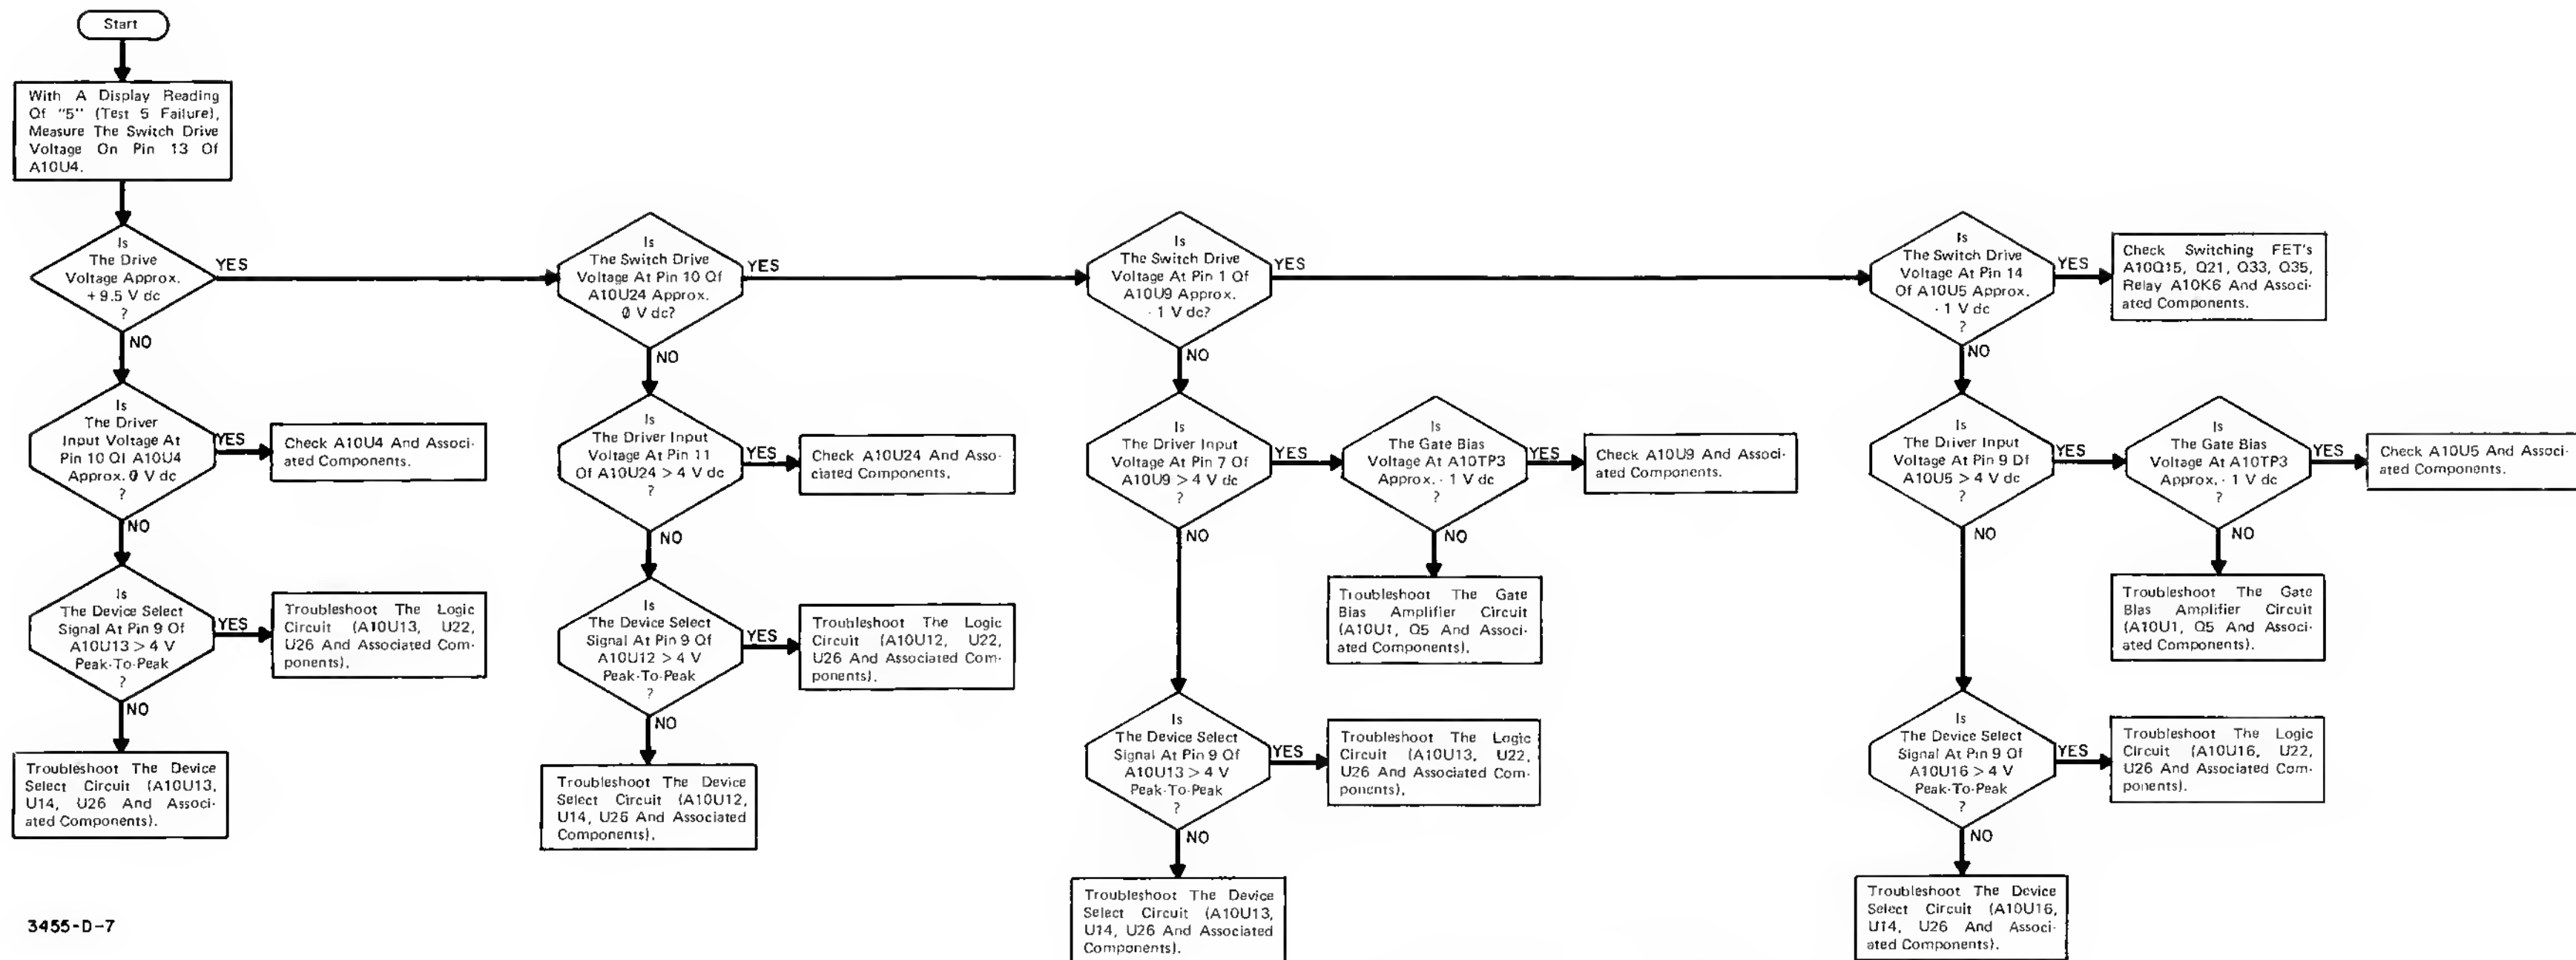 Start
With A Display Reading
Of "5" (Test 5 Failure),
Measure The Switch Drive
Voltage On Pin 13 Of
A10U4.
Is
The Drive
Voltage Approx.
+9.5 V dc
?
YES
NO
Is
The Driver
Input Voltage At
Pin 10 Of A10U4
Approx. 0 V dc
?
YES
Check A10U4 And Associ-
ated Components.
NO
Is
The Device Select
Signal At Pin 9 Of
A10U13 > 4 V
Peak-To-Peak
?
YES
Troubleshoot The Logic
Circuit (A10U13, U22,
U26 And Associated Com-
ponents).
NO
Troubleshoot The Device
Select Circuit (A10U13,
U14, U26 And Associ-
ated Components).
Is
The Switch Drive
Voltage At Pin 10 Of
A10U24 Approx.
0 V dc?
YES
NO
Is
The Driver Input
Voltage At Pin 11
Of A10U24 > 4 V dc
?
YES
Check A10U24 And Asso-
ciated Components.
NO
Is
The Device Select
Signal At Pin 9 Of
A10U12 > 4 V
Peak-To-Peak
?
YES
Troubleshoot The Logic
Circuit (A10U12, U22,
U26 And Associated Com-
ponents).
NO
Troubleshoot The Device
Select Circuit (A10U12,
U14, U26 And Associated
Components).
Is
The Switch Drive
Voltage At Pin 1 Of
A10U9 Approx.
- 1 V dc?
YES
NO
Is
The Driver Input
Voltage At Pin 7 Of
A10U9 > 4 V dc
?
YES
Is
The Gate Bias
Voltage At A10TP3
Approx. - 1 V dc
?
YES
Check A10U9 And Associ-
ated Components.
NO
Troubleshoot The Gate
Bias Amplifier Circuit
(A10U1, Q5 And Associ-
ated Components).
NO
Is
The Device Select
Signal At Pin 9 Of
A10U13 > 4 V
Peak-To-Peak
?
YES
Troubleshoot The Logic
Circuit (A10U13, U22,
U26 And Associated Com-
ponents).
NO
Troubleshoot The Device
Select Circuit (A10U13,
U14, U26 And Associated
Components).
Is
The Switch Drive
Voltage At Pin 14
Of A10U5 Approx.
- 1 V dc
?
YES
Check Switching FET's
A10Q15, Q21, Q33, Q35,
Relay A10K6 And Associ-
ated Components.
NO
Is
The Driver Input
Voltage At Pin 9 Of
A10U5 > 4 V dc
?
YES
Is
The Gate Bias
Voltage At A10TP3
Approx. - 1 V dc
?
YES
Check A10U5 And Associ-
ated Components.
NO
Troubleshoot The Gate
Bias Amplifier Circuit
(A10U1, Q5 And Associ-
ated Components).
NO
Is
The Device Select
Signal At Pin 9 Of
A10U16 > 4 V
Peak-To-Peak
?
YES
Troubleshoot The Logic
Circuit (A10U16, U22,
U26 And Associated Com-
ponents).
NO
Troubleshoot The Device
Select Circuit (A10U16,
U14, U26 And Associ-
ated Components).
3455-D-7